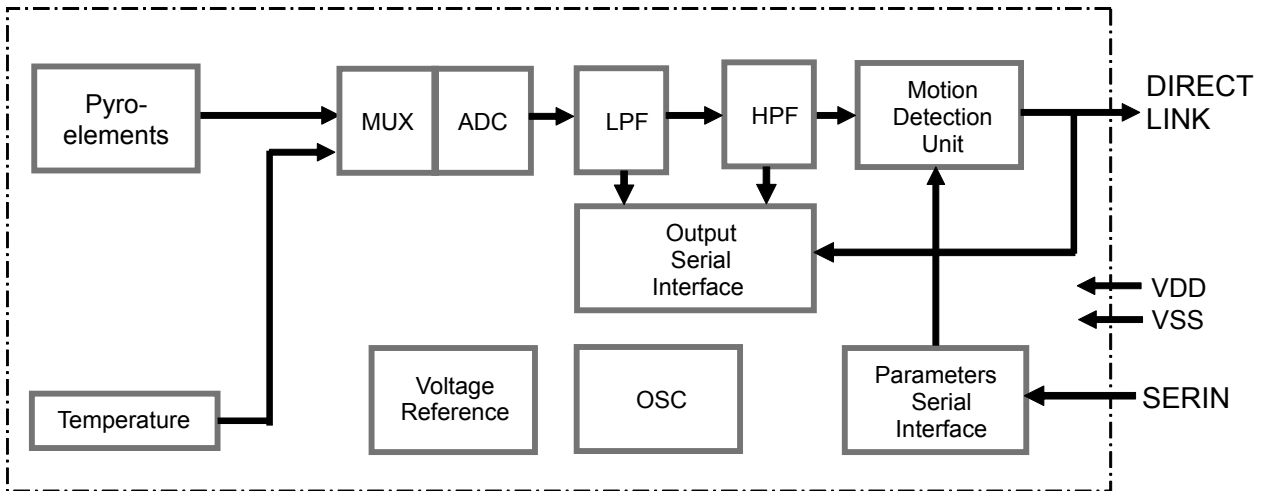 Pyro-
elements
MUX
ADC
LPF
HPF
Motion
Detection
Unit
DIRECT
LINK
Output
Serial
Interface
VDD
VSS
Temperature
Voltage
Reference
OSC
Parameters
Serial
Interface
SERIN